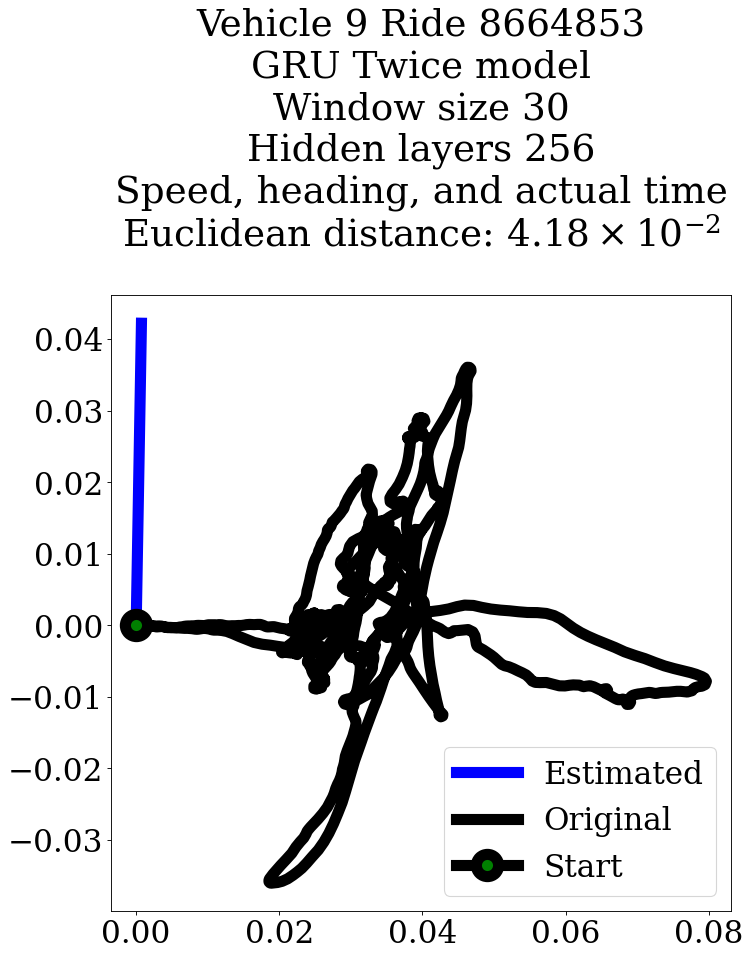 Vehicle 9 Ride 8664853
GRU Twice model
Window size 30
Hidden layers 256
Speed, heading, and actual time
Euclidean distance: 4.18 × 10⁻²
0.04
0.03
0.02
0.01
0.00
−0.01
−0.02
−0.03
Estimated
Original
Start
0.00 0.02 0.04 0.06 0.08